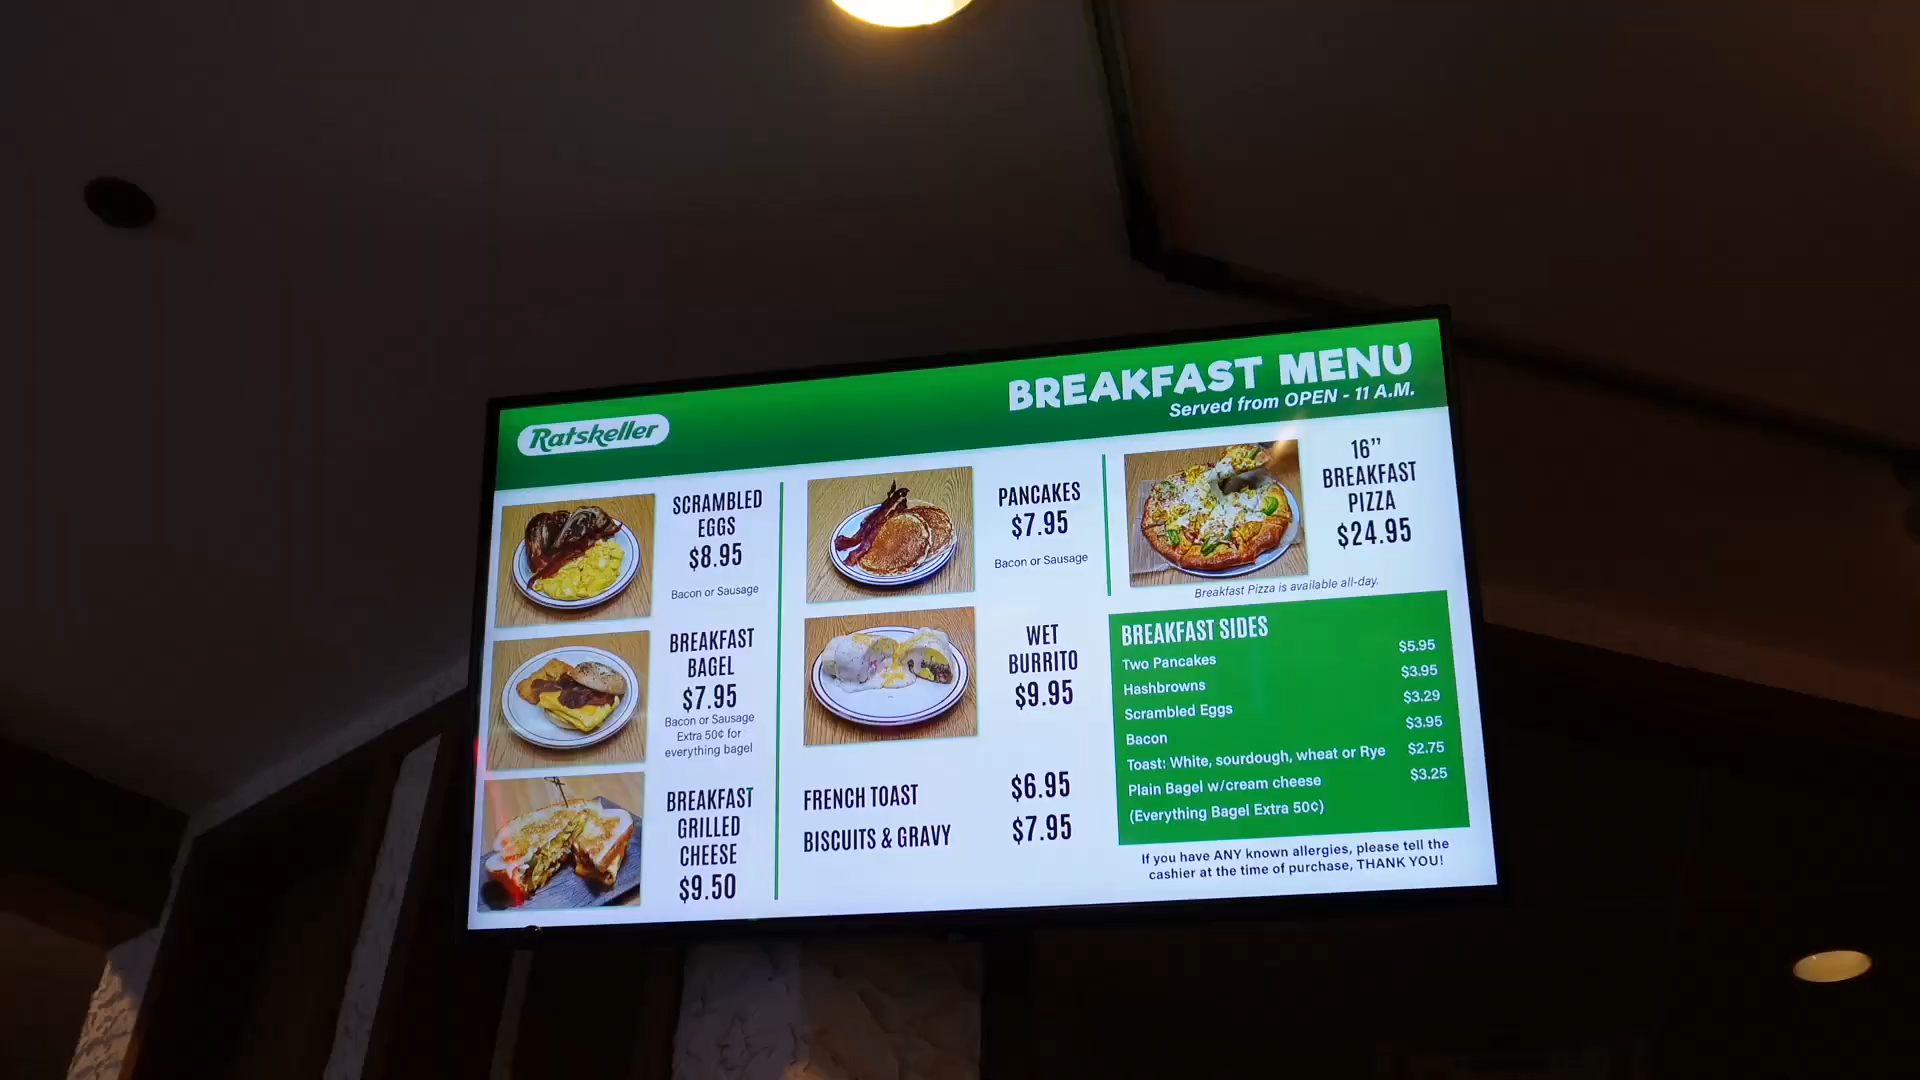 Ratskeller
BREAKFAST MENU
Served from OPEN - 11 A.M.
SCRAMBLED
EGGS
$8.95
Bacon or Sausage
BREAKFAST
BAGEL
$7.95
Bacon or Sausage
Extra 50¢ for
everything bagel
BREAKFAST
GRILLED
CHEESE
$9.50
PANCAKES
$7.95
Bacon or Sausage
WET
BURRITO
$9.95
FRENCH TOAST $6.95
BISCUITS & GRAVY $7.95
16”
BREAKFAST
PIZZA
$24.95
Breakfast Pizza is available all-day.
BREAKFAST SIDES
Two Pancakes $5.95
Hashbrowns $3.95
Scrambled Eggs $3.29
Bacon $3.95
Toast: White, sourdough, wheat or Rye $2.75
Plain Bagel w/cream cheese $3.25
(Everything Bagel Extra 50¢)
If you have ANY known allergies, please tell the
cashier at the time of purchase, THANK YOU!